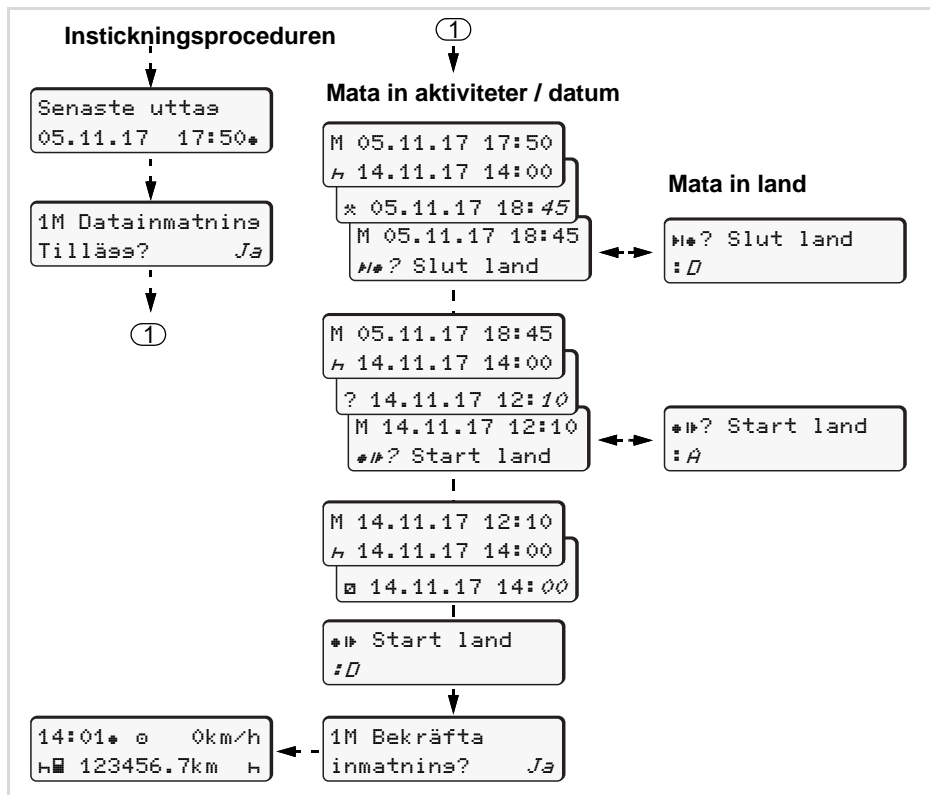 Instickningsproceduren
Senaste uttag
05.11.17 17:50
1M Datainmatning
Tillägg? Ja
1
1
Mata in aktiviteter / datum
M 05.11.17 17:50
14.11.17 14:00
05.11.17 18:45
M 05.11.17 18:45
? Slut land
Mata in land
? Slut land
:D
M 05.11.17 18:45
14.11.17 14:00
? 14.11.17 12:10
M 14.11.17 12:10
? Start land
? Start land
:A
M 14.11.17 12:10
14.11.17 14:00
14.11.17 14:00
Start land
:D
1M Bekräfta
inmatning? Ja
14:01 0km/h
123456.7km